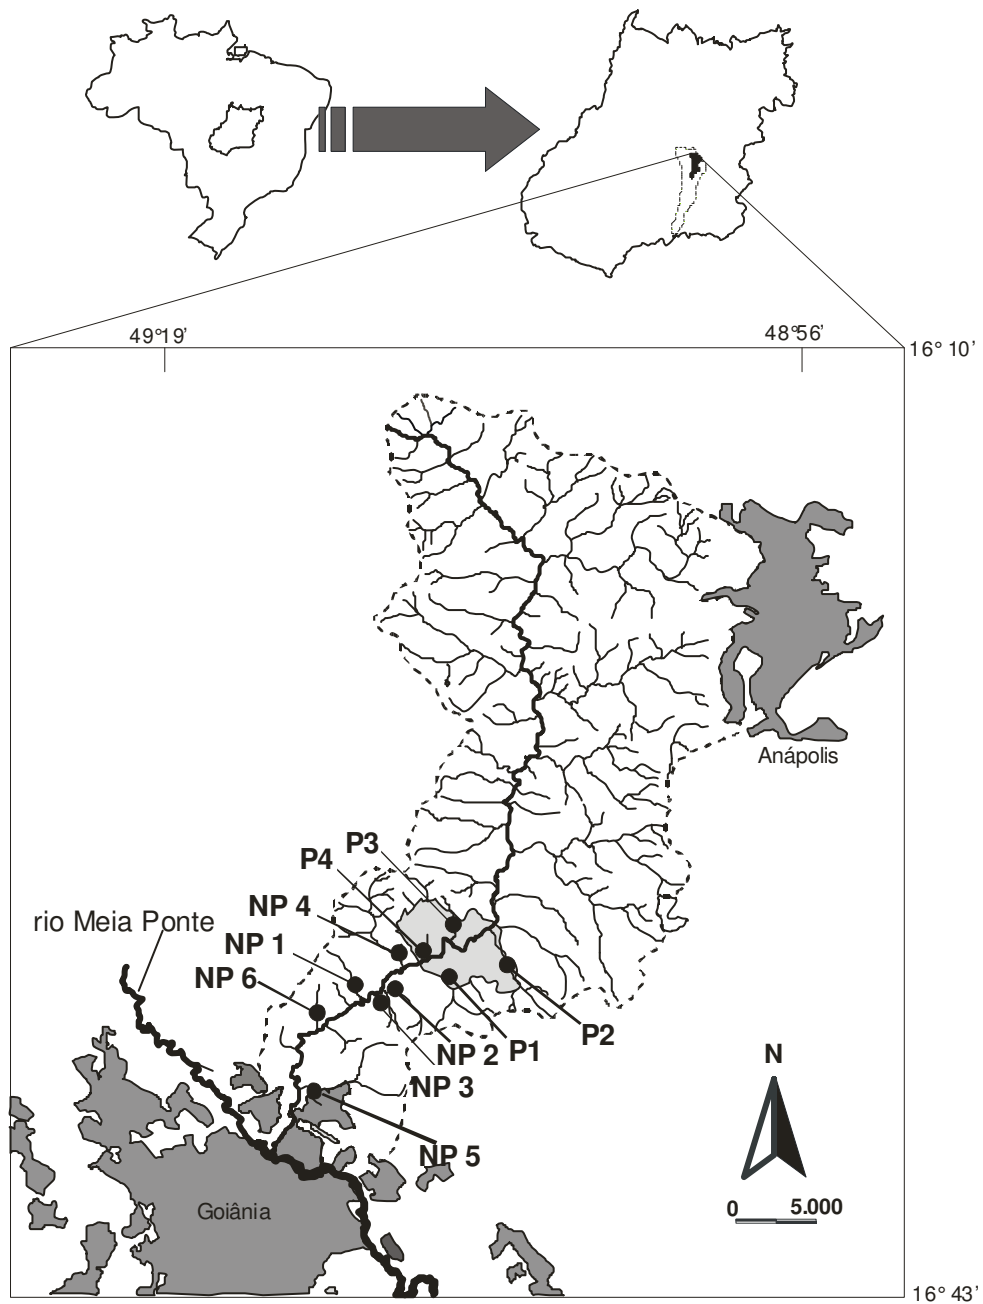 49°19'
48°56'
16° 10'
Anápolis
P3
P4
NP 4
rio Meia Ponte
NP 1
NP 6
P2
NP 2
P1
NP 3
N
NP 5
0
5.000
Goiânia
16° 43'